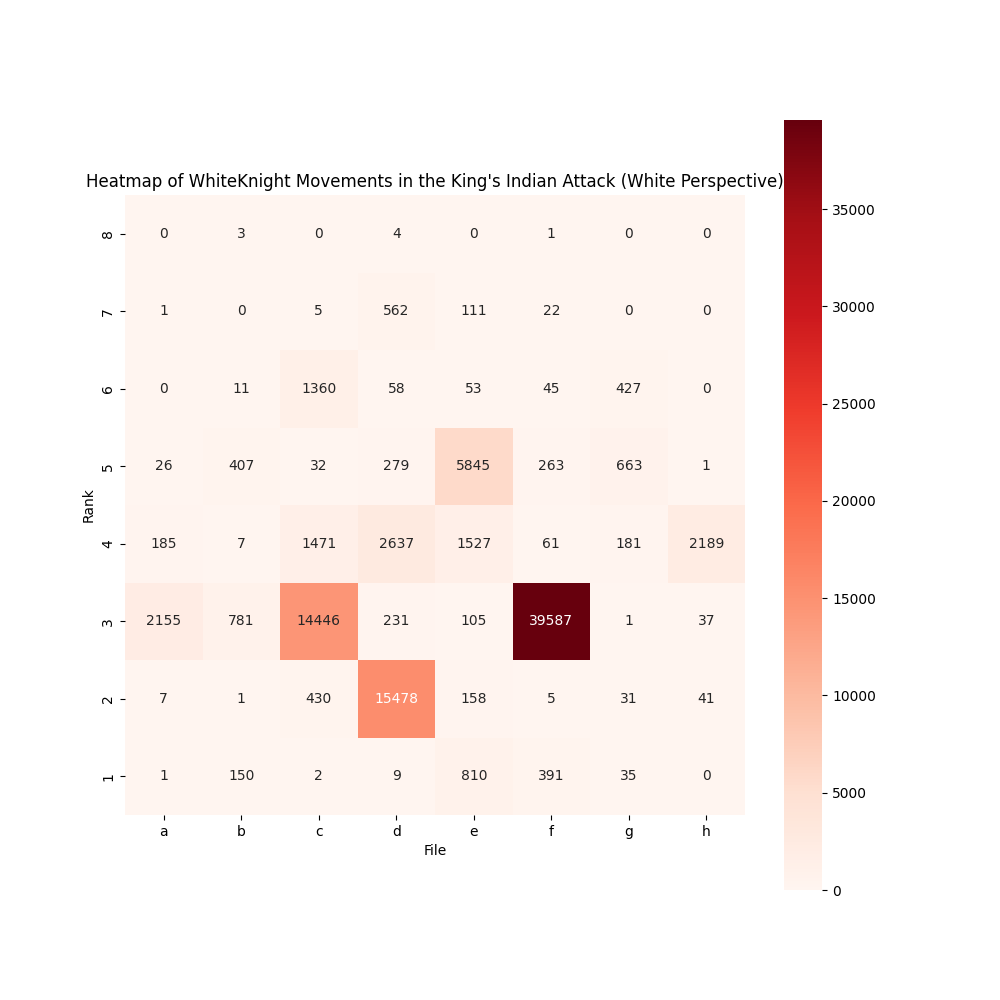 Heatmap of WhiteKnight Movements in the King's Indian Attack (White Perspective)
8 0 3 0 4 0 1 0 0
7 1 0 5 562 111 22 0 0
6 0 11 1360 58 53 45 427 0
5 26 407 32 279 5845 263 663 1
Rank
4 185 7 1471 2637 1527 61 181 2189
3 2155 781 14446 231 105 39587 1 37
2 7 1 430 15478 158 5 31 41
1 1 150 2 9 810 391 35 0
a b c d e f g h
File
35000
30000
25000
20000
15000
10000
5000
0